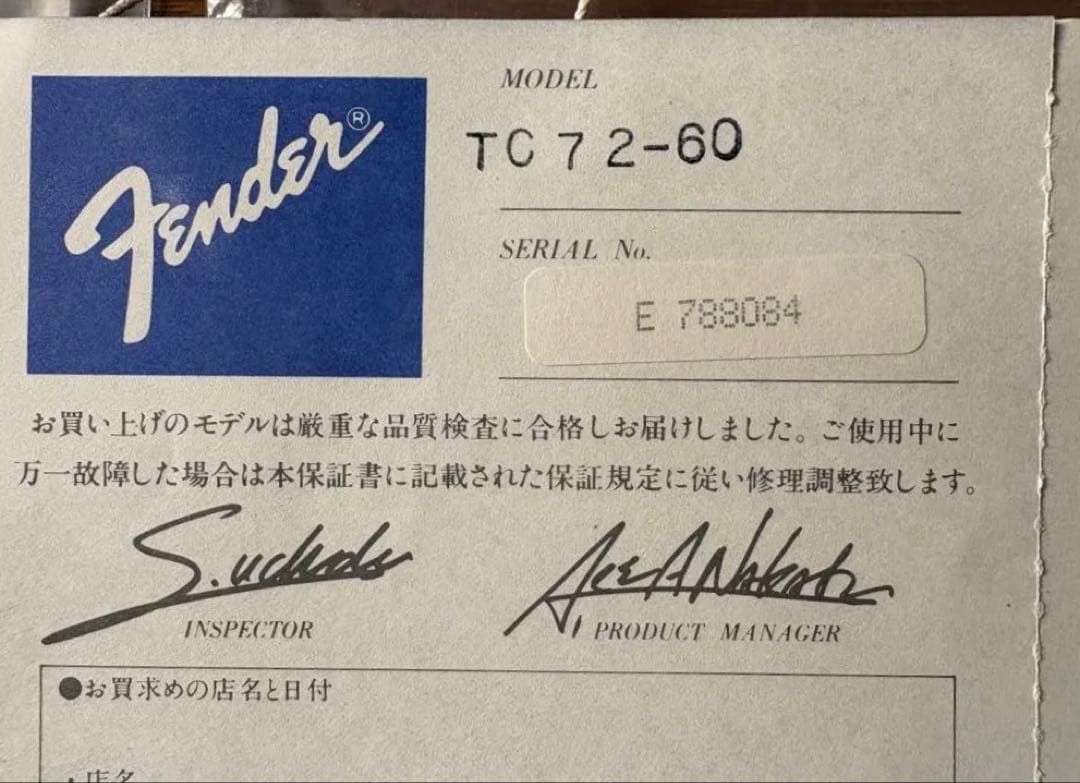 Fender®
MODEL
TC72-60
SERIAL No.
E 788084
お買い上げのモデルは厳重な品質検査に合格しお届けしました。ご使用中に
万一故障した場合は本保証書に記載された保証規定に従い修理調整致します。
INSPECTOR
PRODUCT MANAGER
●お買求めの店名と日付
・店名